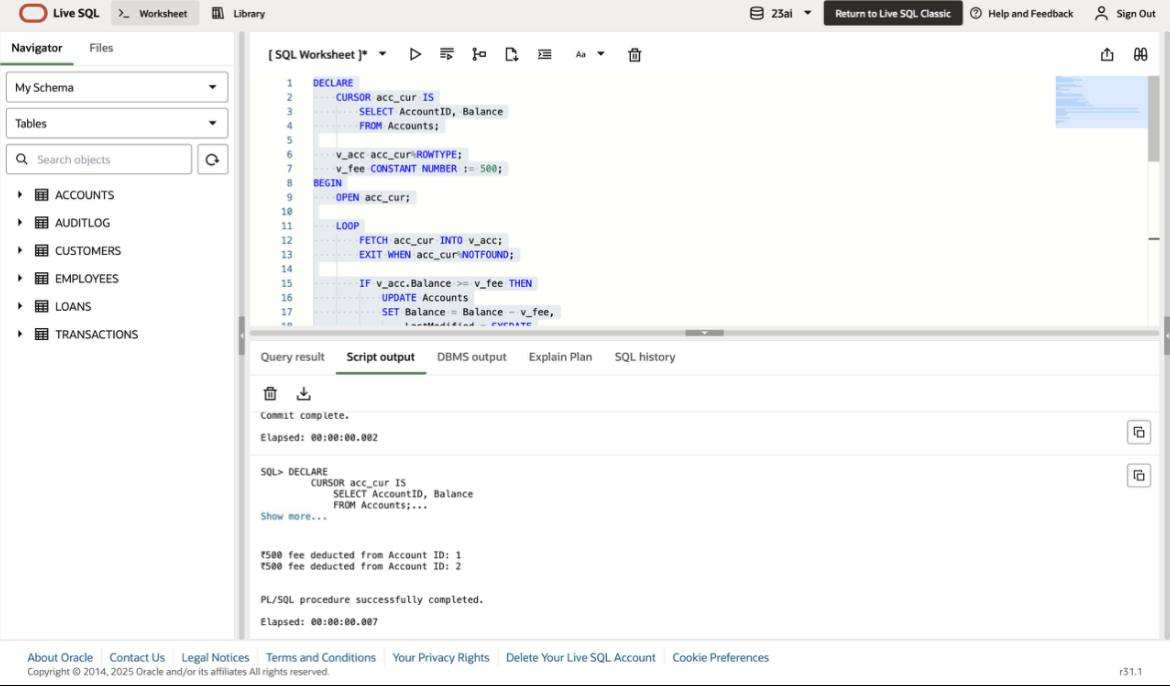 Live SQL
Worksheet
Library
23ai
Return to Live SQL Classic
Help and Feedback
Sign Out
Navigator
Files
My Schema
Tables
Search objects
ACCOUNTS
AUDITLOG
CUSTOMERS
EMPLOYEES
LOANS
TRANSACTIONS
[ SQL Worksheet ]*
Aa
1 DECLARE
2 CURSOR acc_cur IS
3 SELECT AccountID, Balance
4 FROM Accounts;
5
6 v_acc acc_cur%ROWTYPE;
7 v_fee CONSTANT NUMBER := 500;
8 BEGIN
9 OPEN acc_cur;
10
11 LOOP
12 FETCH acc_cur INTO v_acc;
13 EXIT WHEN acc_cur%NOTFOUND;
14
15 IF v_acc.Balance >= v_fee THEN
16 UPDATE Accounts
17 SET Balance = Balance - v_fee,
18 LastModified = SYSDATE
Query result
Script output
DBMS output
Explain Plan
SQL history
Commit complete.
Elapsed: 00:00:00.002
SQL> DECLARE
CURSOR acc_cur IS
SELECT AccountID, Balance
FROM Accounts;...
Show more...
₹500 fee deducted from Account ID: 1
₹500 fee deducted from Account ID: 2
PL/SQL procedure successfully completed.
Elapsed: 00:00:00.007
About Oracle
Contact Us
Legal Notices
Terms and Conditions
Your Privacy Rights
Delete Your Live SQL Account
Cookie Preferences
Copyright © 2014, 2025 Oracle and/or its affiliates All rights reserved.
r31.1